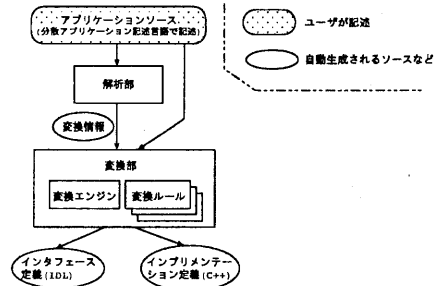 アプリケーションソース
(分散アプリケーション記述言語で記述)
ユーザが記述
自動生成されるソースなど
解析部
変換情報
変換部
変換エンジン
変換ルール
インタフェース
定義(IDL)
インプリメンテー
ション定義(C++)